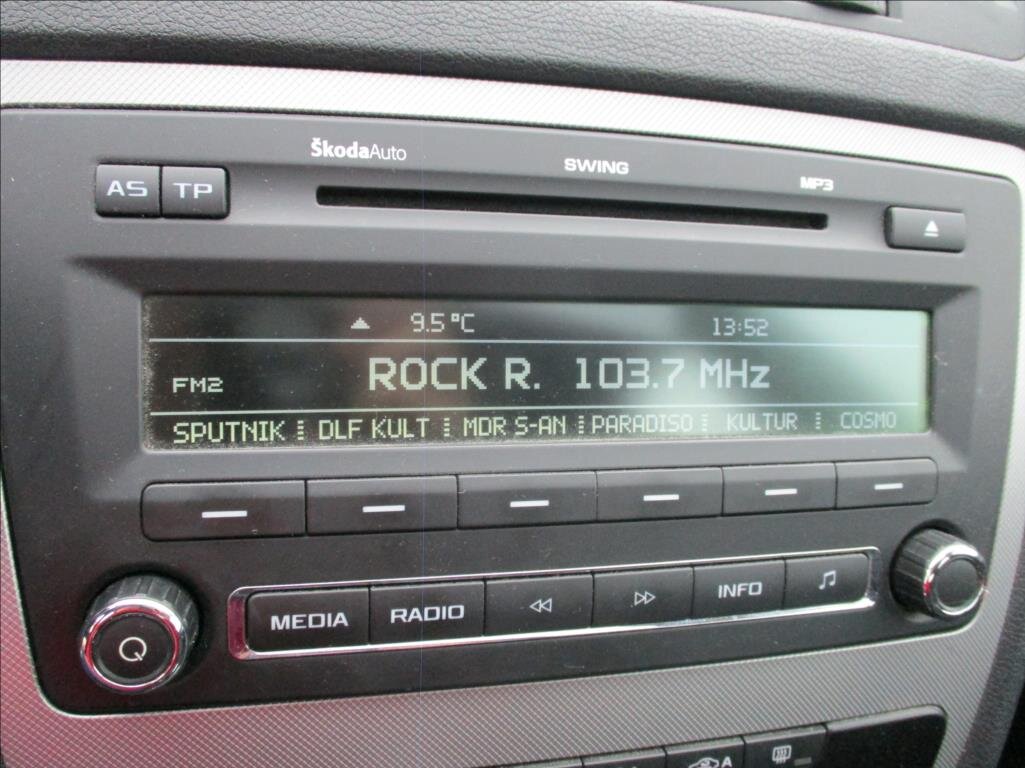 ŠkodaAuto SWING MP3
AS TP
9.5 °C 13:52
FM2 ROCK R. 103.7 MHz
SPUTNIK DLF KULT MDR S-AN PARADISO KULTUR COSMO
MEDIA RADIO INFO
A